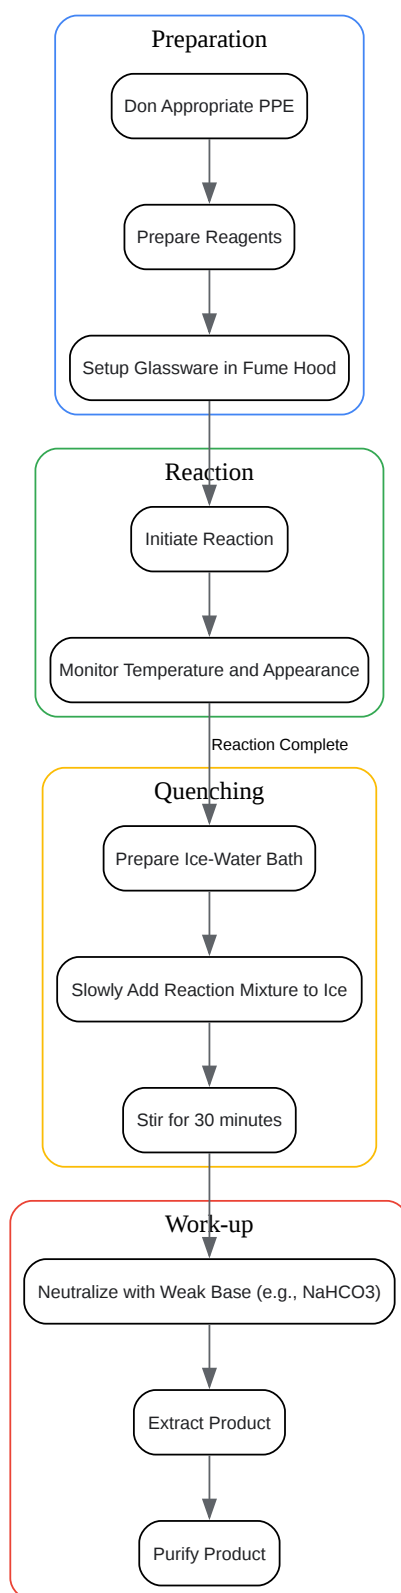 Preparation
Don Appropriate PPE
Prepare Reagents
Setup Glassware in Fume Hood
Reaction
Initiate Reaction
Monitor Temperature and Appearance
Reaction Complete
Quenching
Prepare Ice-Water Bath
Slowly Add Reaction Mixture to Ice
Stir for 30 minutes
Work-up
Neutralize with Weak Base (e.g., NaHCO3)
Extract Product
Purify Product